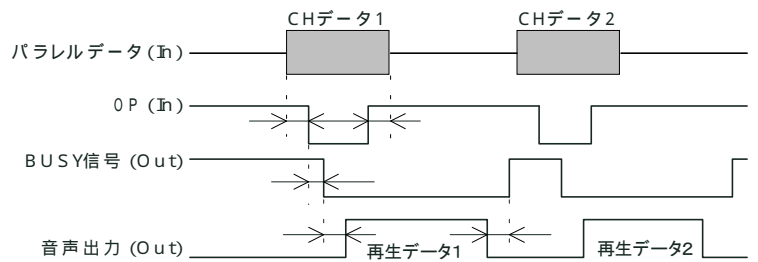 CHデータ1 CHデータ2
パラレルデータ(In)
OP (In)
BUSY信号 (Out)
音声出力 (Out) 再生データ1 再生データ2